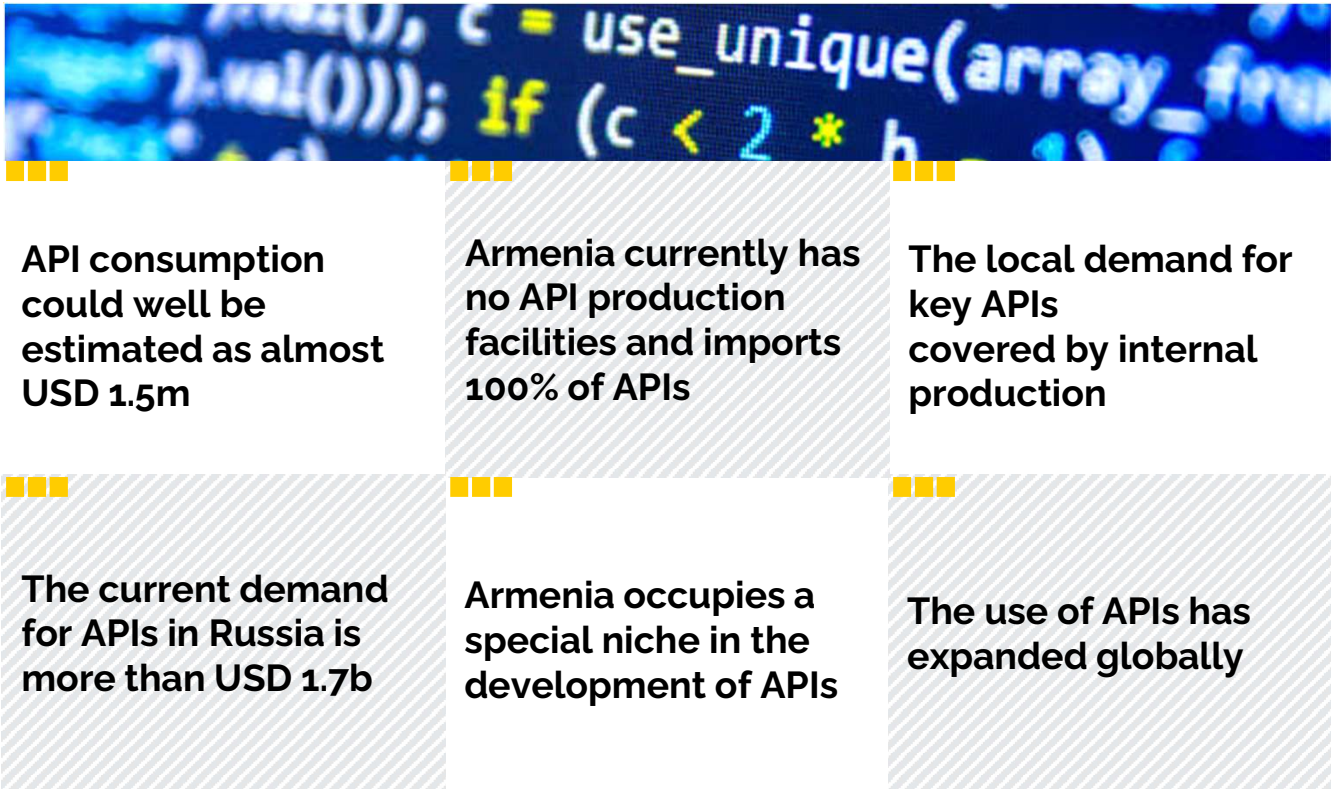 c = use_unique(array_from
).val())); if (c < 2 * b
API consumption
could well be
estimated as almost
USD 1.5m
Armenia currently has
no API production
facilities and imports
100% of APIs
The local demand for
key APIs
covered by internal
production
The current demand
for APIs in Russia is
more than USD 1.7b
Armenia occupies a
special niche in the
development of APIs
The use of APIs has
expanded globally